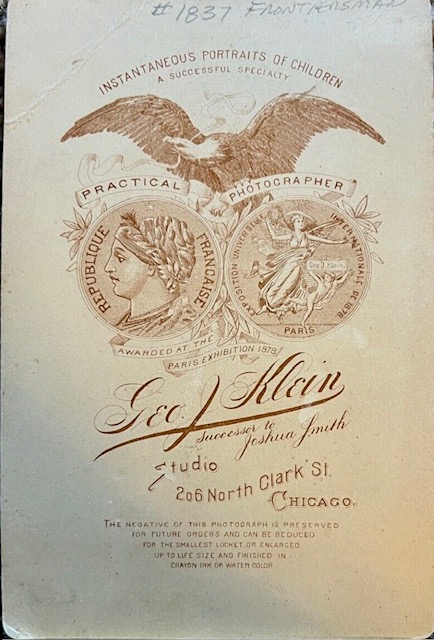 #1837 FRONTIERSMAN
INSTANTANEOUS PORTRAITS OF CHILDREN
A SUCCESSFUL SPECIALTY
PRACTICAL PHOTOGRAPHER
REPUBLIQUE FRANCAISE
EXPOSITION UNIVERSELLE INTERNATIONALE DE 1878
Geo. J. Klein.
PARIS
AWARDED AT THE
PARIS EXHIBITION 1878
Geo. J. Klein
Successor to
Joshua Smith
Studio
206 North Clark St.
CHICAGO.
THE NEGATIVE OF THIS PHOTOGRAPH IS PRESERVED
FOR FUTURE ORDERS AND CAN BE REDUCED
FOR THE SMALLEST LOCKET, OR ENLARGED
UP TO LIFE SIZE AND FINISHED IN
CRAYON INK OR WATER COLOR